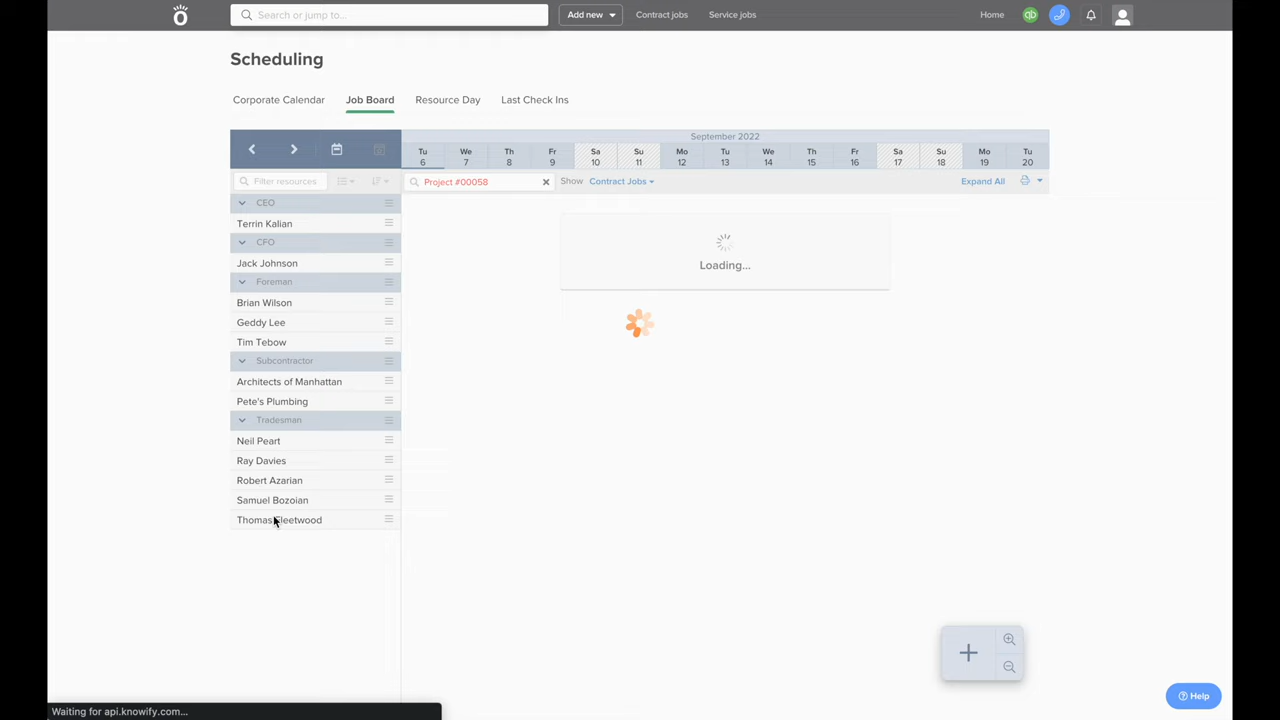 Search or jump to...
Add new
Contract jobs
Service jobs
Home
qb
Scheduling
Corporate Calendar
Job Board
Resource Day
Last Check Ins
September 2022
Tu We Th Fr Sa Su Mo Tu We Th Fr Sa Su Mo Tu
6 7 8 9 10 11 12 13 14 15 16 17 18 19 20
Filter resources
Project #00058
Show
Contract Jobs
Expand All
CEO
Terrin Kalian
CFO
Jack Johnson
Foreman
Brian Wilson
Geddy Lee
Tim Tebow
Subcontractor
Architects of Manhattan
Pete's Plumbing
Tradesman
Neil Peart
Ray Davies
Robert Azarian
Samuel Bozoian
Thomas Fleetwood
Loading...
Help
Waiting for api.knowify.com...